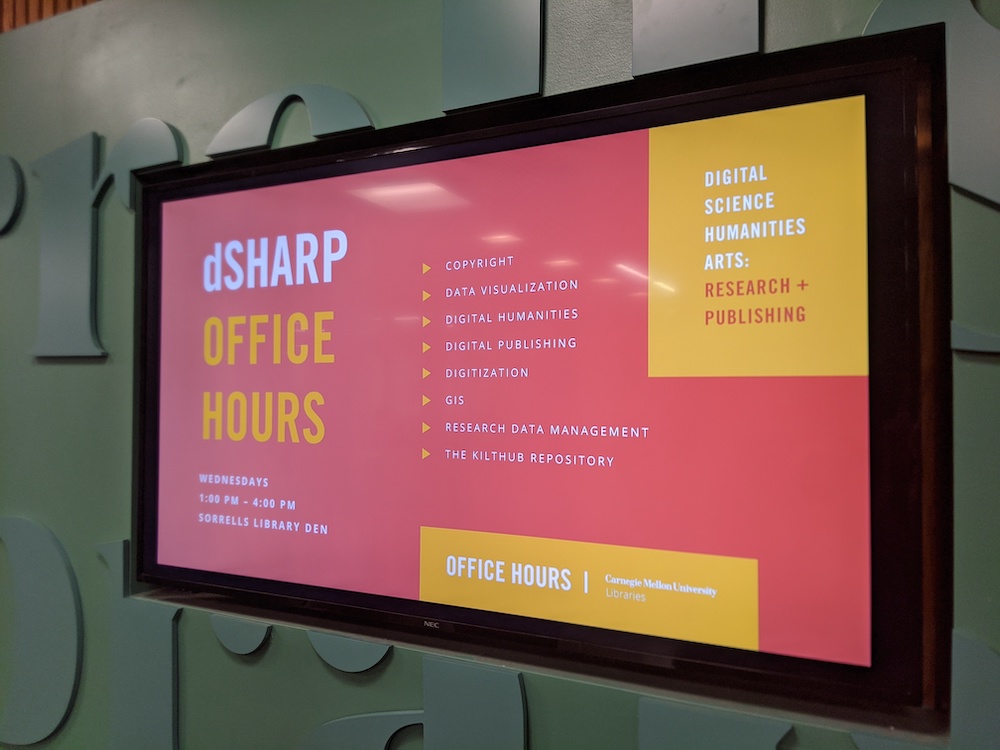 dSHARP
OFFICE
HOURS
WEDNESDAYS
1:00 PM – 4:00 PM
SORRELLS LIBRARY DEN
COPYRIGHT
DATA VISUALIZATION
DIGITAL HUMANITIES
DIGITAL PUBLISHING
DIGITIZATION
GIS
RESEARCH DATA MANAGEMENT
THE KILTHUB REPOSITORY
DIGITAL
SCIENCE
HUMANITIES
ARTS:
RESEARCH +
PUBLISHING
OFFICE HOURS | Carnegie Mellon University
Libraries
NEC